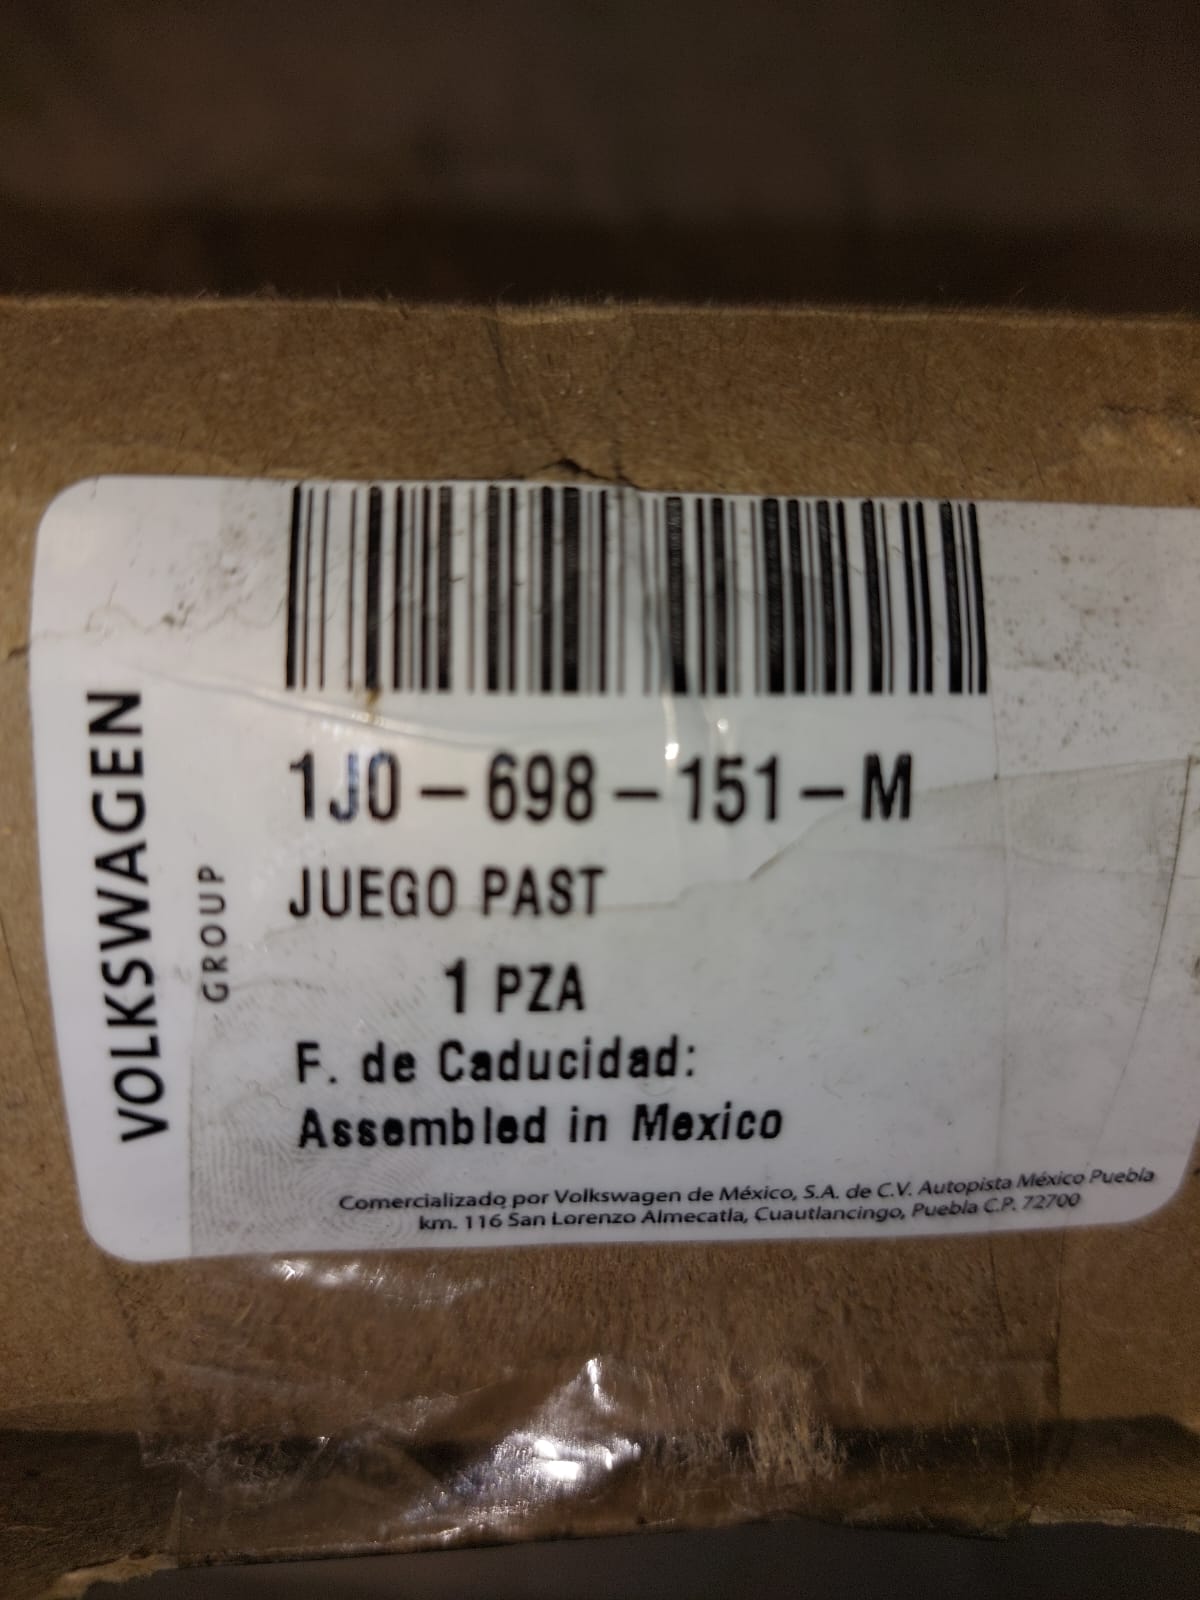 VOLKSWAGEN
GROUP
1J0-698-151-M
JUEGO PAST
1 PZA
F. de Caducidad:
Assembled in Mexico
Comercializado por Volkswagen de México, S.A. de C.V. Autopista México Puebla
km. 116 San Lorenzo Almecatla, Cuautlancingo, Puebla C.P. 72700